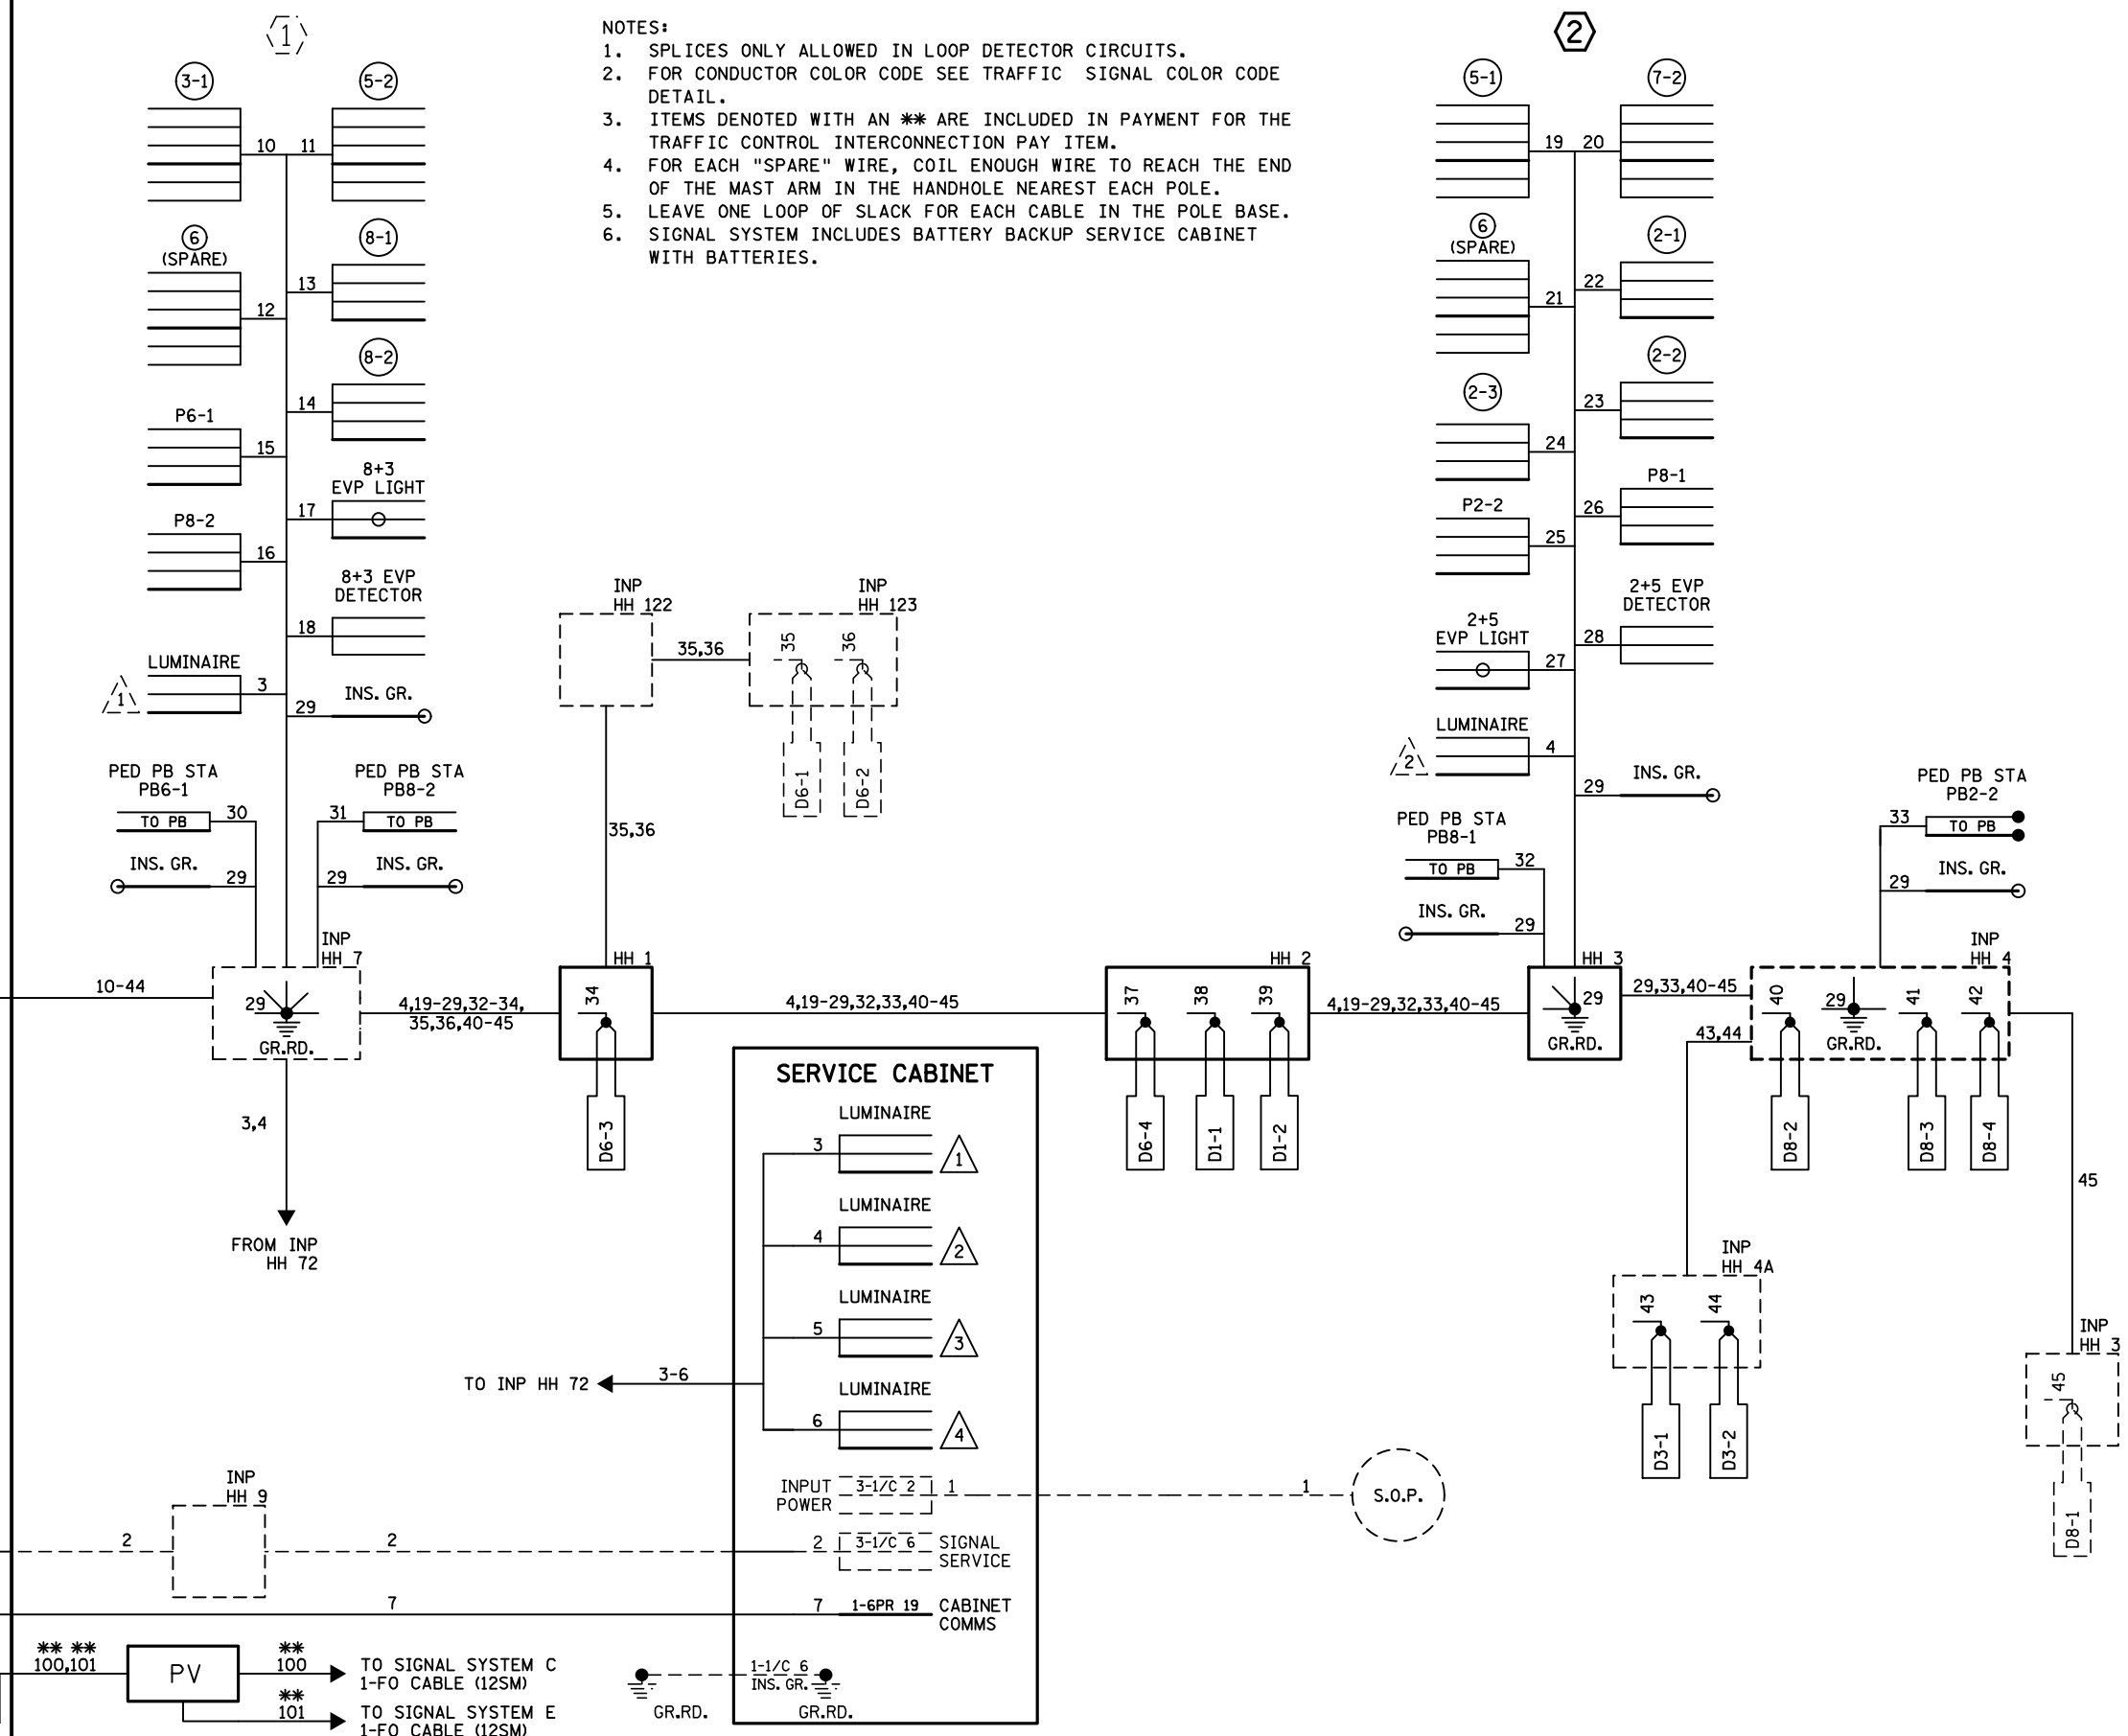 1
3-1
5-2
10
11
6
(SPARE)
8-1
13
12
8-2
14
P6-1
15
8+3
EVP LIGHT
17
P8-2
16
8+3 EVP
DETECTOR
18
LUMINAIRE
1
3
INS. GR.
29
PED PB STA
PB6-1
TO PB
30
PED PB STA
PB8-2
31
TO PB
INS. GR.
29
INS. GR.
29
INP
HH 7
10-44
29
GR.RD.
4,19-29,32-34,
35,36,40-45
3,4
FROM INP
HH 72
NOTES:
1. SPLICES ONLY ALLOWED IN LOOP DETECTOR CIRCUITS.
2. FOR CONDUCTOR COLOR CODE SEE TRAFFIC SIGNAL COLOR CODE
DETAIL.
3. ITEMS DENOTED WITH AN ** ARE INCLUDED IN PAYMENT FOR THE
TRAFFIC CONTROL INTERCONNECTION PAY ITEM.
4. FOR EACH "SPARE" WIRE, COIL ENOUGH WIRE TO REACH THE END
OF THE MAST ARM IN THE HANDHOLE NEAREST EACH POLE.
5. LEAVE ONE LOOP OF SLACK FOR EACH CABLE IN THE POLE BASE.
6. SIGNAL SYSTEM INCLUDES BATTERY BACKUP SERVICE CABINET
WITH BATTERIES.
INP
HH 122
35,36
INP
HH 123
35
36
D6-1
D6-2
35,36
HH 1
34
D6-3
4,19-29,32,33,40-45
HH 2
37
38
39
D6-4
D1-1
D1-2
4,19-29,32,33,40-45
2
5-1
7-2
19
20
6
(SPARE)
2-1
22
21
2-2
2-3
23
24
P8-1
P2-2
26
25
2+5 EVP
DETECTOR
2+5
EVP LIGHT
28
27
LUMINAIRE
2
4
INS. GR.
29
PED PB STA
PB8-1
TO PB
32
INS. GR.
29
HH 3
29
GR.RD.
29,33,40-45
PED PB STA
PB2-2
33
TO PB
INS. GR.
29
INP
HH 4
40
29
GR.RD.
41
42
43,44
D8-2
D8-3
D8-4
45
INP
HH 4A
43
44
D3-1
D3-2
INP
HH 3
45
D8-1
SERVICE CABINET
LUMINAIRE
3
1
LUMINAIRE
4
2
LUMINAIRE
5
3
LUMINAIRE
6
4
TO INP HH 72
3-6
INPUT
POWER
3-1/C 2
1
1
S.O.P.
2
3-1/C 6
SIGNAL
SERVICE
7
1-6PR 19
CABINET
COMMS
1-1/C 6
INS. GR.
GR.RD.
GR.RD.
INP
HH 9
2
2
7
** **
100,101
PV
**
100
TO SIGNAL SYSTEM C
1-FO CABLE (12SM)
**
101
TO SIGNAL SYSTEM E
1-FO CABLE (12SM)